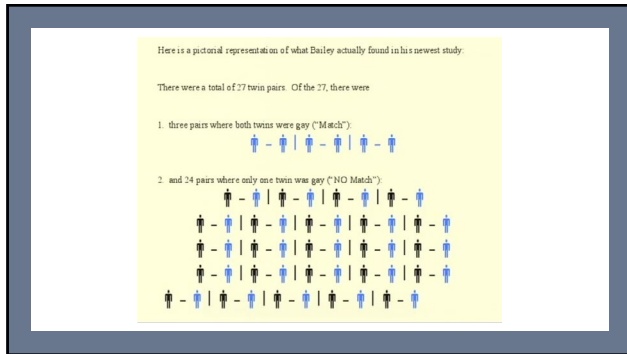 Here is a pictorial representation of what Bailey actually found in his newest study:
There were a total of 27 twin pairs. Of the 27, there were
1. three pairs where both twins were gay ("Match"):
2. and 24 pairs where only one twin was gay ("NO Match"):